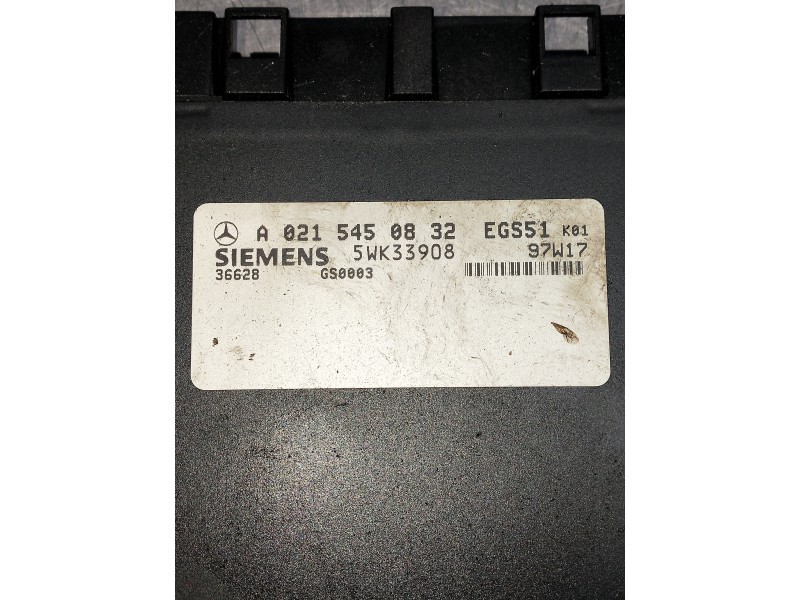 A 021 545 08 32 EGS51 K01
SIEMENS 5WK33908 97W17
36628 GS0003